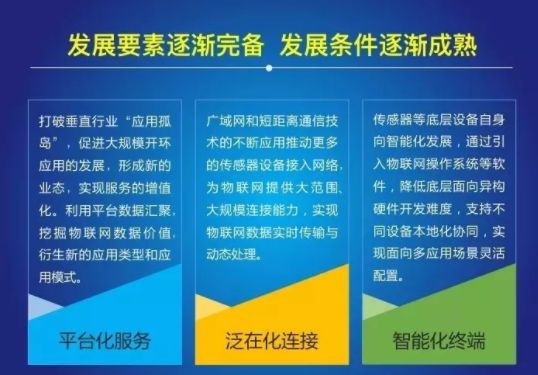 发展要素逐渐完备 发展条件逐渐成熟
打破垂直行业“应用孤
岛”，促进大规模开环
应用的发展，形成新的
业态，实现服务的增值
化。利用平台数据汇聚，
挖掘物联网数据价值，
衍生新的应用类型和应
用模式。
平台化服务
广域网和短距离通信技
术的不断应用推动更多
的传感器设备接入网络，
为物联网提供大范围、
大规模连接能力，实现
物联网数据实时传输与
动态处理。
泛在化连接
传感器等底层设备自身
向智能化发展，通过引
入物联网操作系统等软
件，降低底层面向异构
硬件开发难度，支持不
同设备本地化协同，实
现面向多应用场景灵活
配置。
智能化终端